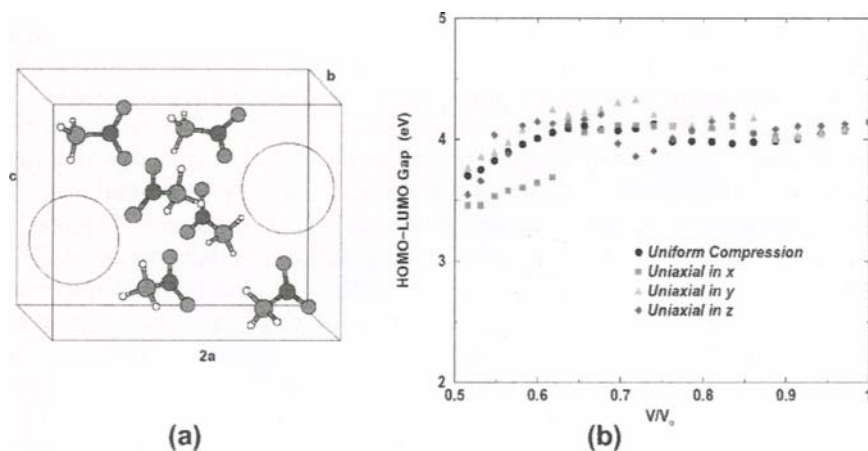 b
c
2a
(a)
HOMO–LUMO Gap (eV)
5
4
3
2
Uniform Compression
Uniaxial in x
Uniaxial in y
Uniaxial in z
0.5
0.6
0.7
0.8
0.9
1
V/V₀
(b)